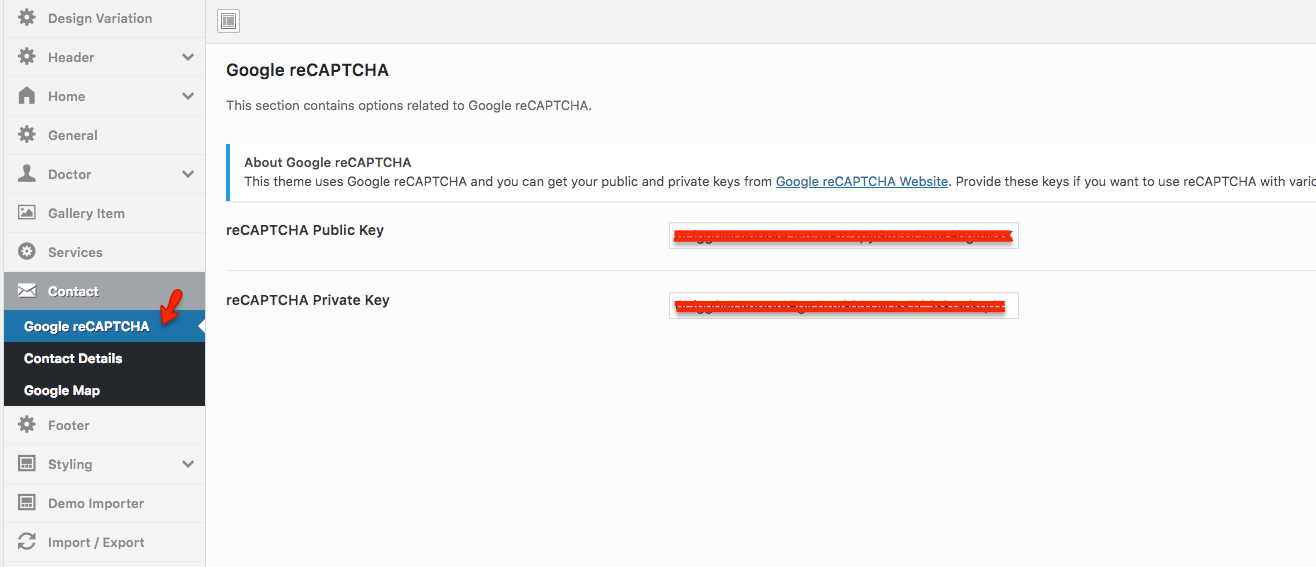 Design Variation
Header
Home
General
Doctor
Gallery Item
Services
Contact
Google reCAPTCHA
Contact Details
Google Map
Footer
Styling
Demo Importer
Import / Export
Google reCAPTCHA
This section contains options related to Google reCAPTCHA.
About Google reCAPTCHA
This theme uses Google reCAPTCHA and you can get your public and private keys from Google reCAPTCHA Website. Provide these keys if you want to use reCAPTCHA with
reCAPTCHA Public Key
reCAPTCHA Private Key